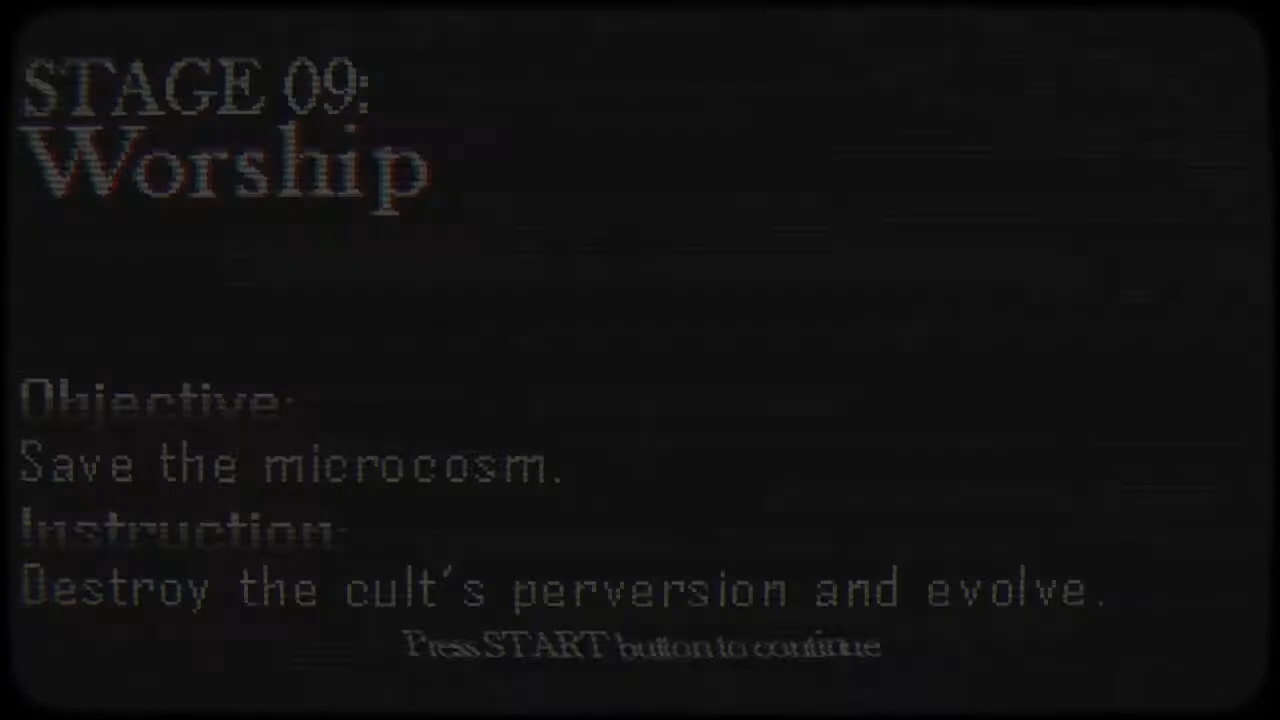 STAGE 09:
Worship
Objective:
Save the microcosm.
Instruction:
Destroy the cult's perversion and evolve.
Press START button to continue